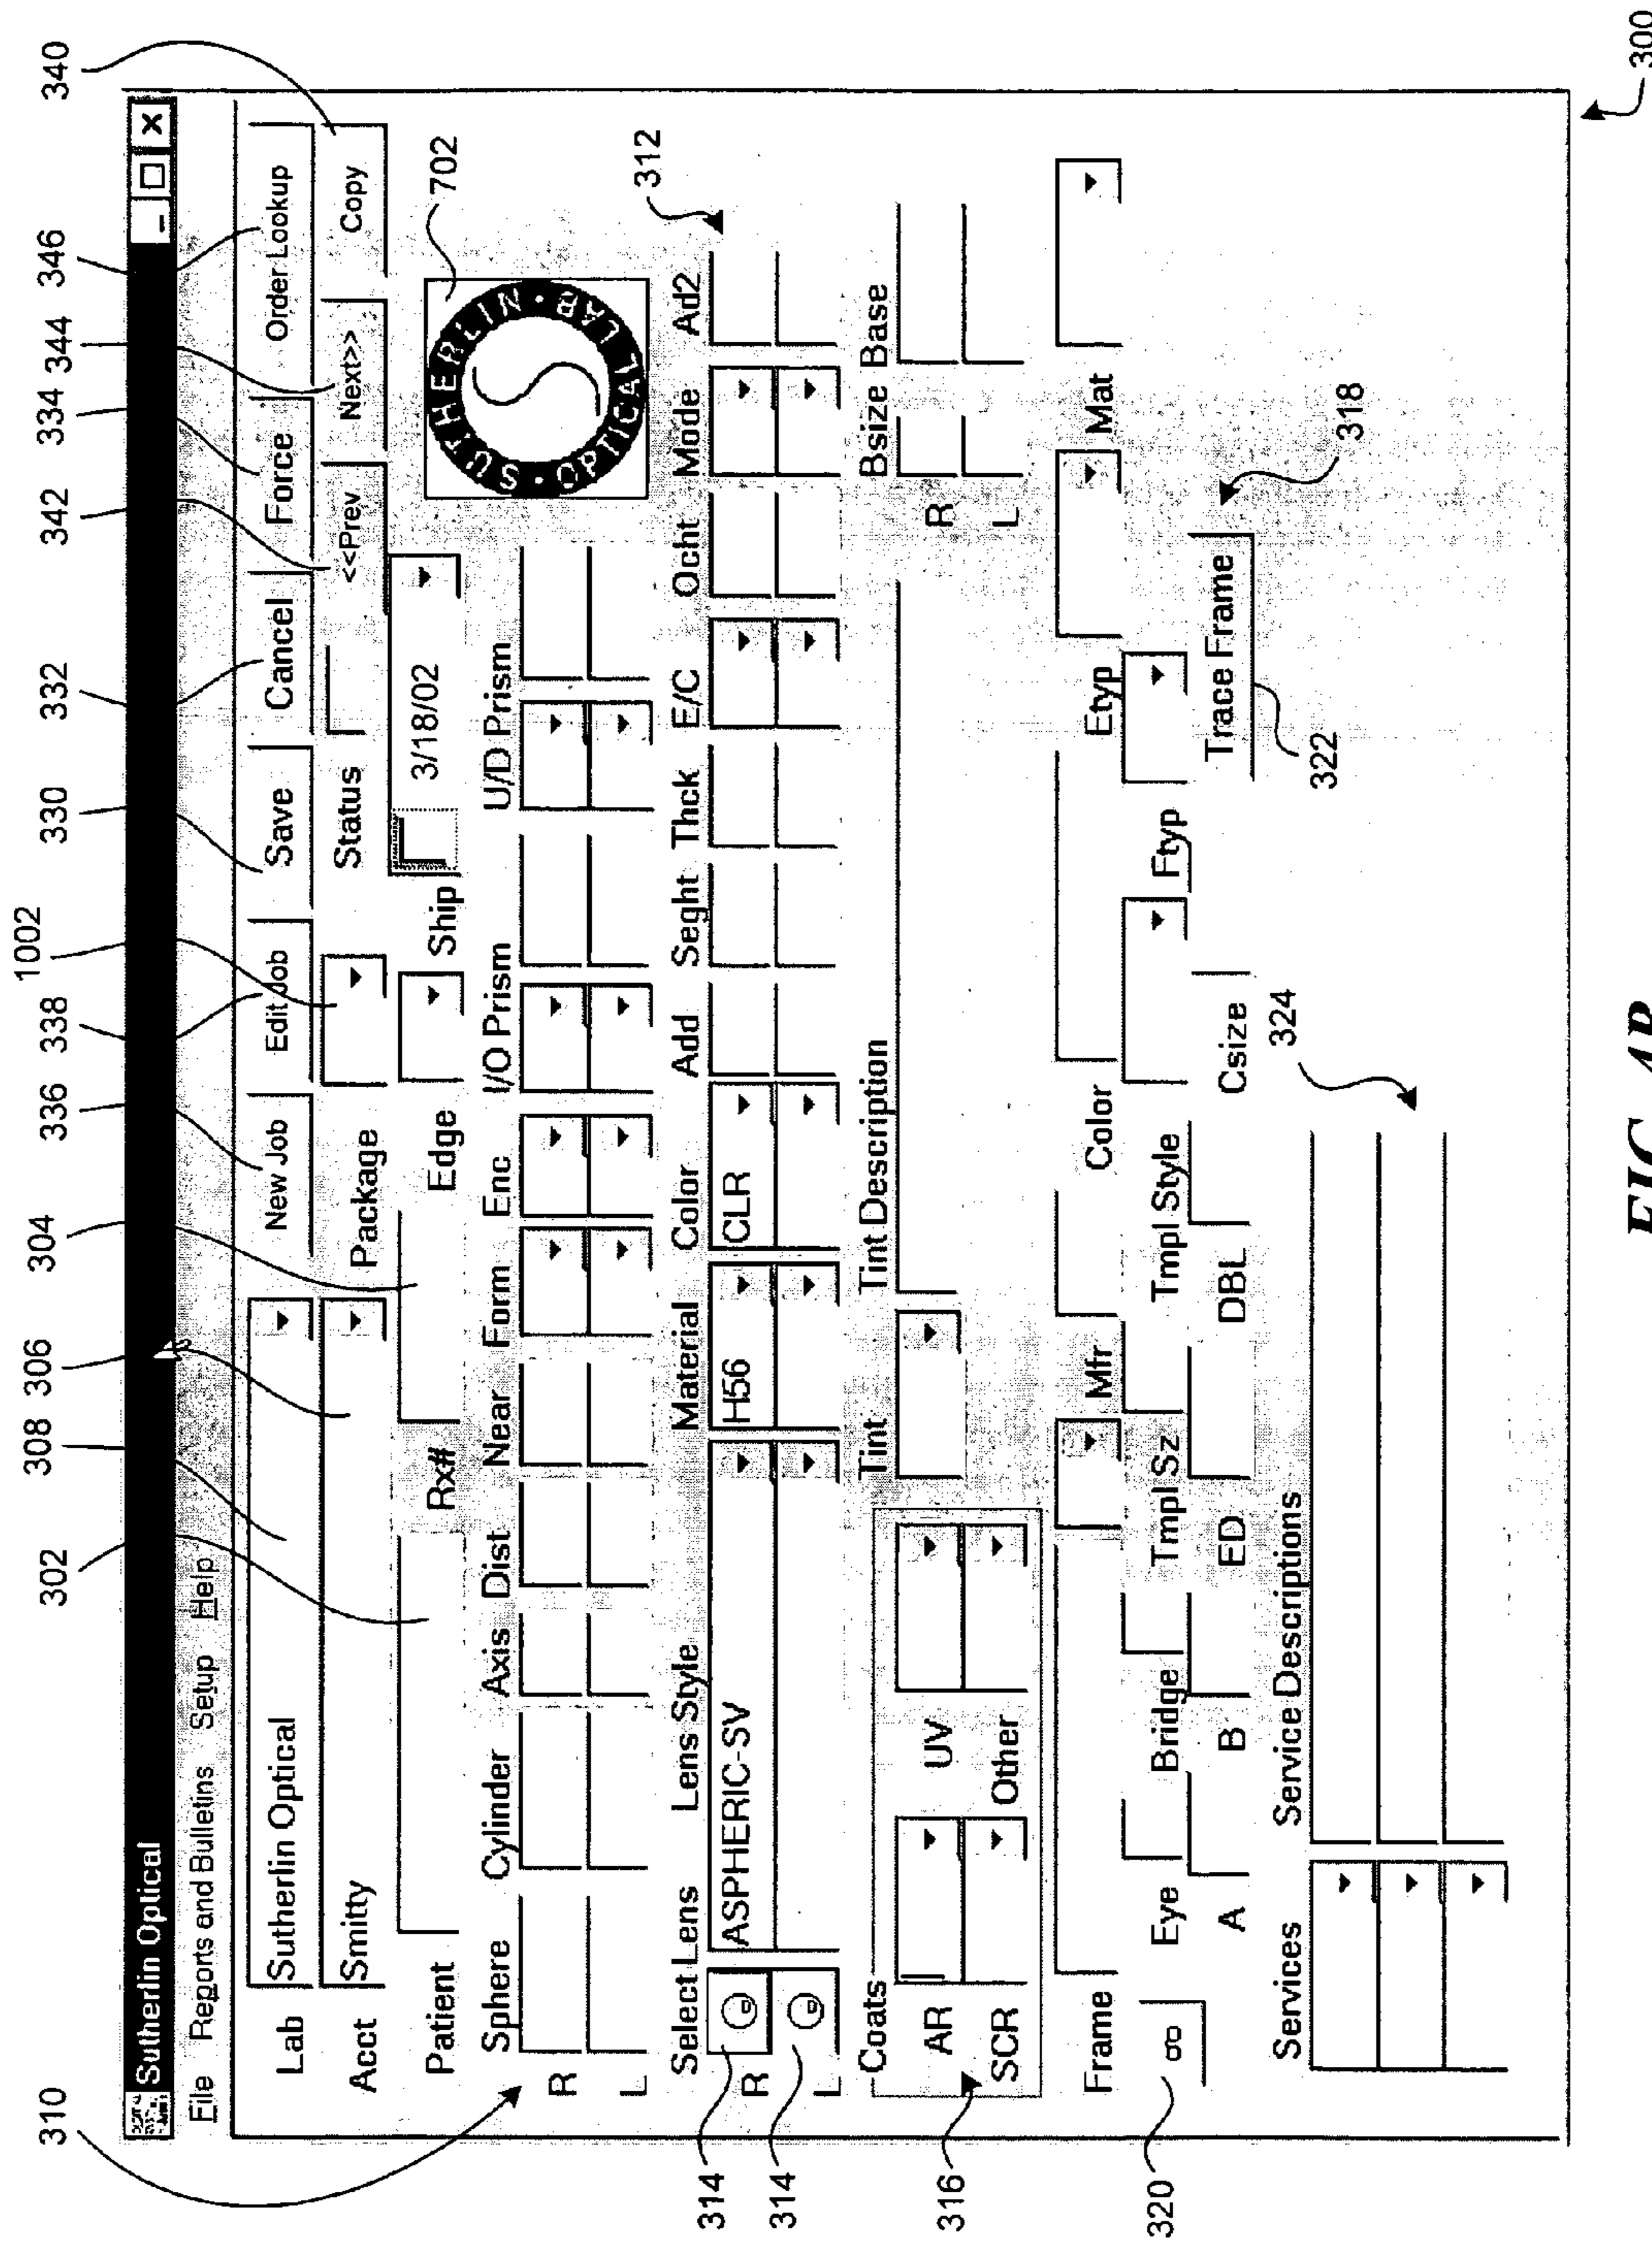 310 302 308 306 304 336 338 1002 330 332 342 334 344 346 340
Sutherlin Optical
File Reports and Bulletins Setup Help
Lab Sutherlin Optical New Job Edit Job Save Cancel Force Order Lookup
Acct Smitty Package Status <<Prev Next>> Copy
Patient Rx# Edge Ship 3/18/02
702
SUTHERLIN · OPTICAL LAB ·
Sphere Cylinder Axis Dist Near Form Enc I/O Prism U/D Prism
R
L
312
Select Lens Lens Style Material Color Add Seght Thck E/C Ocht Mode Ad2
314 R ASPHERIC-SV H56 CLR
314 L
Coats Tint Tint Description Bsize Base
AR UV R
SCR Other L
316
Frame Mfr Color Etyp Mat
320
Eye Bridge Tmpl Sz Tmpl Style Ftyp
A B ED DBL Csize Trace Frame
318
322
324
Services Service Descriptions
300
FIG. 4B